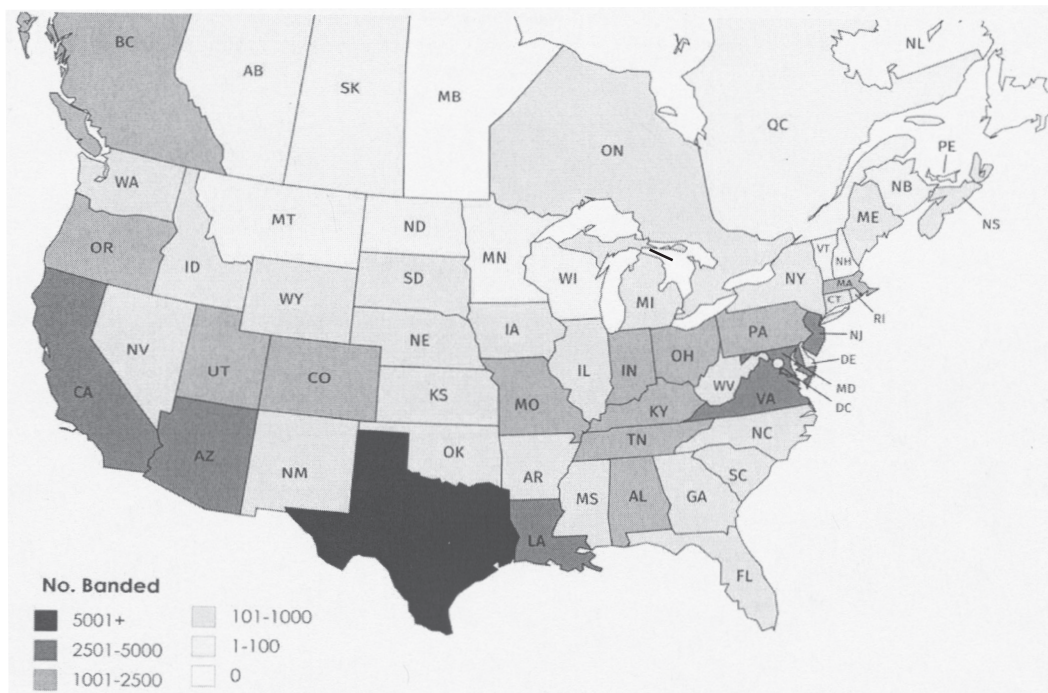 BC
AB
SK
MB
ON
QC
NL
PE
NB
NS
WA
MT
ND
MN
ME
OR
ID
SD
WI
MI
NY
VT
NH
MA
CT
RI
WY
NV
UT
CO
NE
IA
IL
IN
OH
PA
NJ
DE
MD
DC
CA
KS
MO
KY
WV
VA
AZ
NM
OK
AR
TN
NC
SC
MS
AL
GA
LA
FL
No. Banded
5001+
2501-5000
1001-2500
101-1000
1-100
0